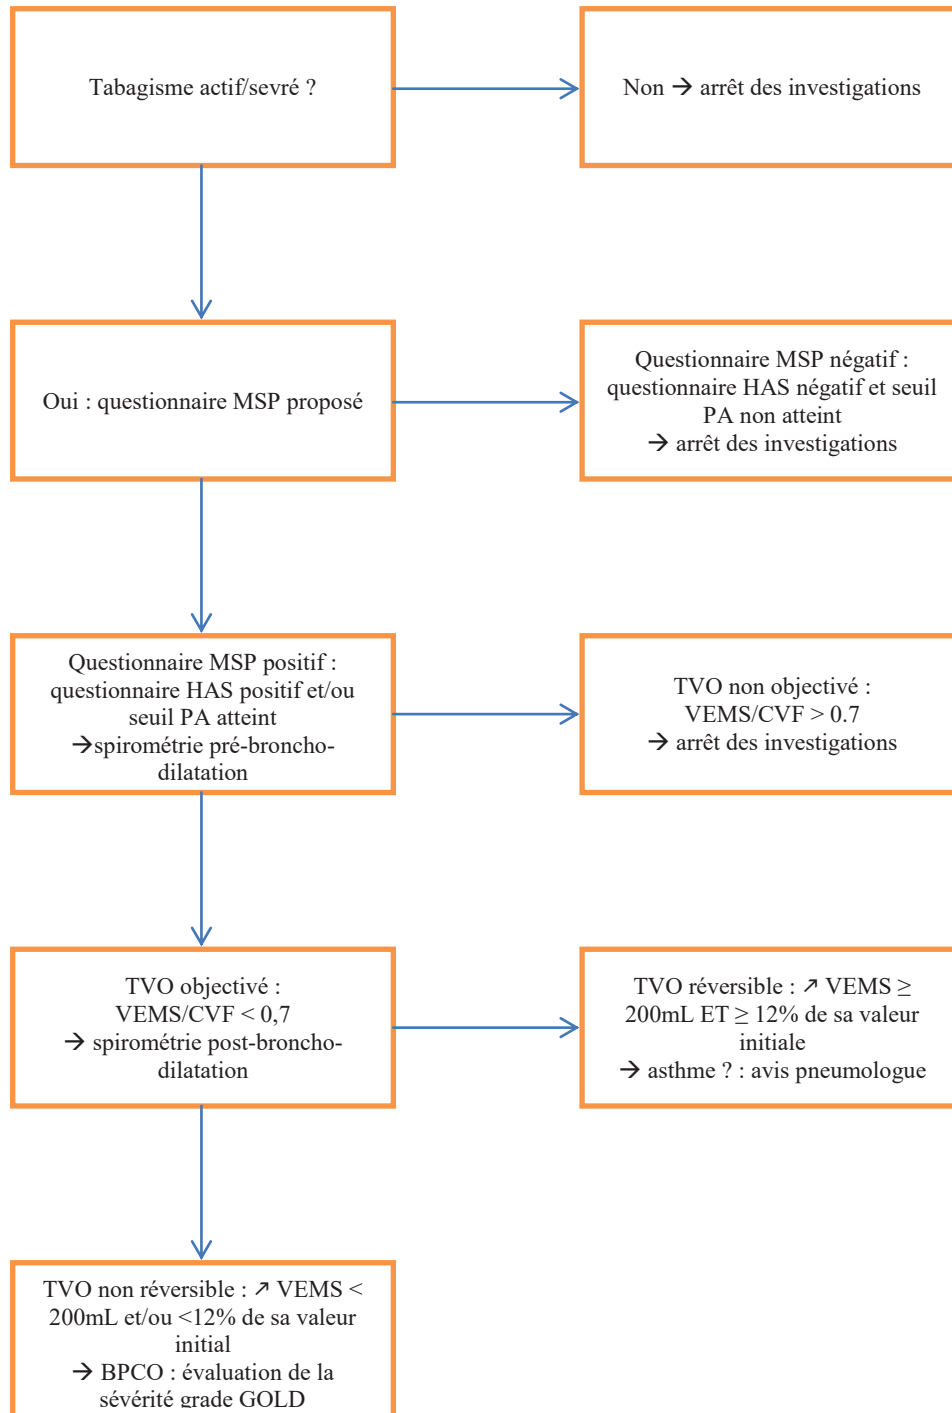 Tabagisme actif/sevré ?
Non → arrêt des investigations
Oui : questionnaire MSP proposé
Questionnaire MSP négatif :
questionnaire HAS négatif et seuil
PA non atteint
→ arrêt des investigations
Questionnaire MSP positif :
questionnaire HAS positif et/ou
seuil PA atteint
→spirométrie pré-broncho-
dilatation
TVO non objectivé :
VEMS/CVF > 0.7
→ arrêt des investigations
TVO objectivé :
VEMS/CVF < 0,7
→ spirométrie post-broncho-
dilatation
TVO réversible : ↗ VEMS ≥
200mL ET ≥ 12% de sa valeur
initiale
→ asthme ? : avis pneumologue
TVO non réversible : ↗ VEMS <
200mL et/ou <12% de sa valeur
initial
→ BPCO : évaluation de la
sévérité grade GOLD